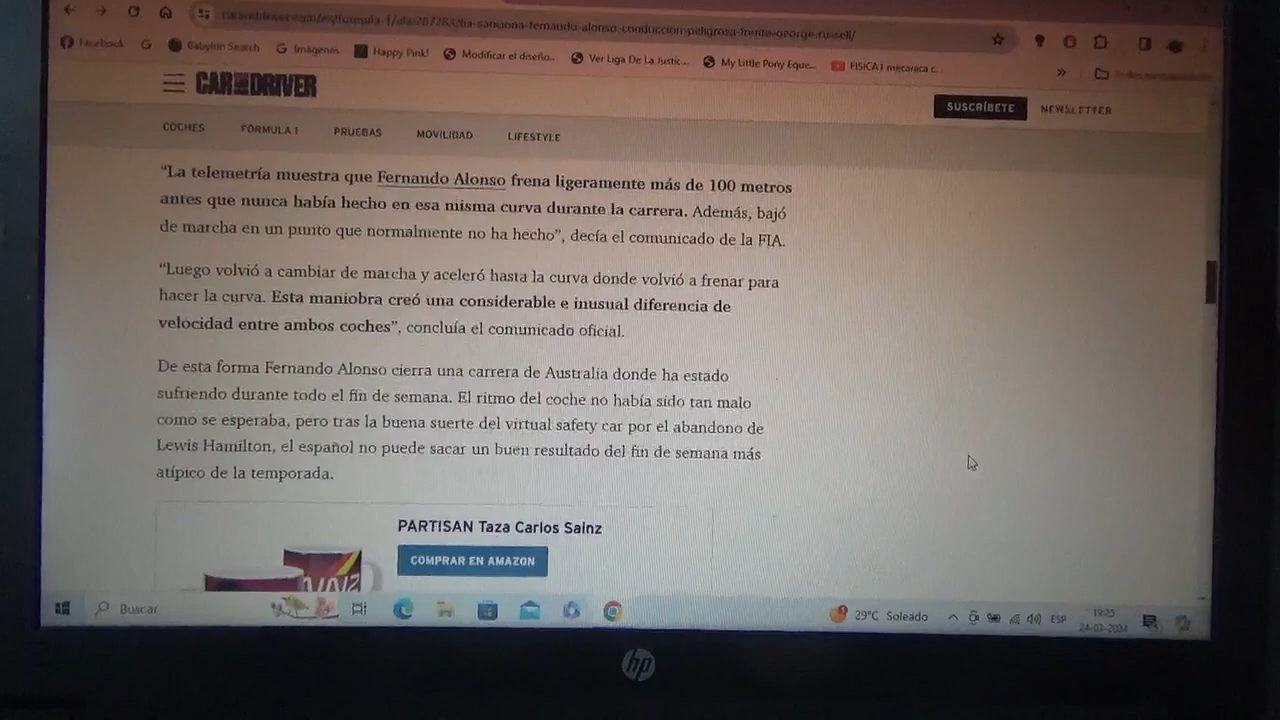 caranddriver.com/es/formula-1/a60287283/fia-sanciona-fernando-alonso-conduccion-peligrosa-frente-george-russell/
Facebook
Babylon Search
Imágenes
Happy Pink!
Modificar el diseño...
Ver Liga De La Justic...
My Little Pony Eque...
FISICA1 mecanica c...
CAR AND DRIVER
SUSCRÍBETE
NEWSLETTER
COCHES
FORMULA 1
PRUEBAS
MOVILIDAD
LIFESTYLE
“La telemetría muestra que Fernando Alonso frena ligeramente más de 100 metros
antes que nunca había hecho en esa misma curva durante la carrera. Además, bajó
de marcha en un punto que normalmente no ha hecho”, decía el comunicado de la FIA.
“Luego volvió a cambiar de marcha y aceleró hasta la curva donde volvió a frenar para
hacer la curva. Esta maniobra creó una considerable e inusual diferencia de
velocidad entre ambos coches”, concluía el comunicado oficial.
De esta forma Fernando Alonso cierra una carrera de Australia donde ha estado
sufriendo durante todo el fin de semana. El ritmo del coche no había sido tan malo
como se esperaba, pero tras la buena suerte del virtual safety car por el abandono de
Lewis Hamilton, el español no puede sacar un buen resultado del fin de semana más
atípico de la temporada.
PARTISAN Taza Carlos Sainz
COMPRAR EN AMAZON
Buscar
29°C Soleado
ESP
19:25
24-03-2024
hp